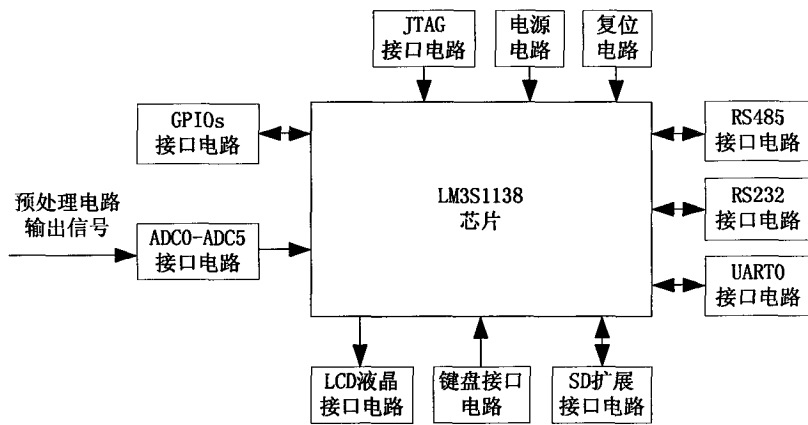 JTAG
接口电路
电源
电路
复位
电路
GPIOs
接口电路
RS485
接口电路
LM3S1138
芯片
RS232
接口电路
预处理电路
输出信号
ADC0-ADC5
接口电路
UART0
接口电路
LCD液晶
接口电路
键盘接口
电路
SD扩展
接口电路